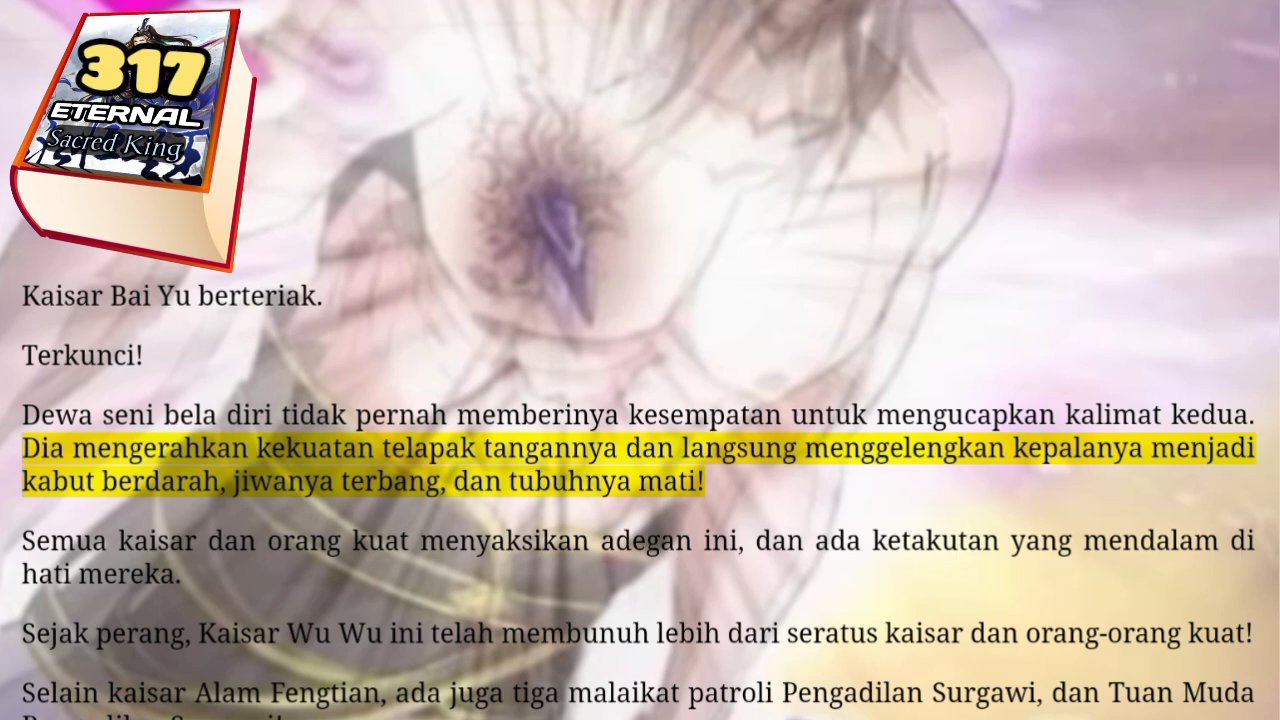 317
ETERNAL
Sacred King
Kaisar Bai Yu berteriak.
Terkunci!
Dewa seni bela diri tidak pernah memberinya kesempatan untuk mengucapkan kalimat kedua.
Dia mengerahkan kekuatan telapak tangannya dan langsung menggelengkan kepalanya menjadi
kabut berdarah, jiwanya terbang, dan tubuhnya mati!
Semua kaisar dan orang kuat menyaksikan adegan ini, dan ada ketakutan yang mendalam di
hati mereka.
Sejak perang, Kaisar Wu Wu ini telah membunuh lebih dari seratus kaisar dan orang-orang kuat!
Selain kaisar Alam Fengtian, ada juga tiga malaikat patroli Pengadilan Surgawi, dan Tuan Muda